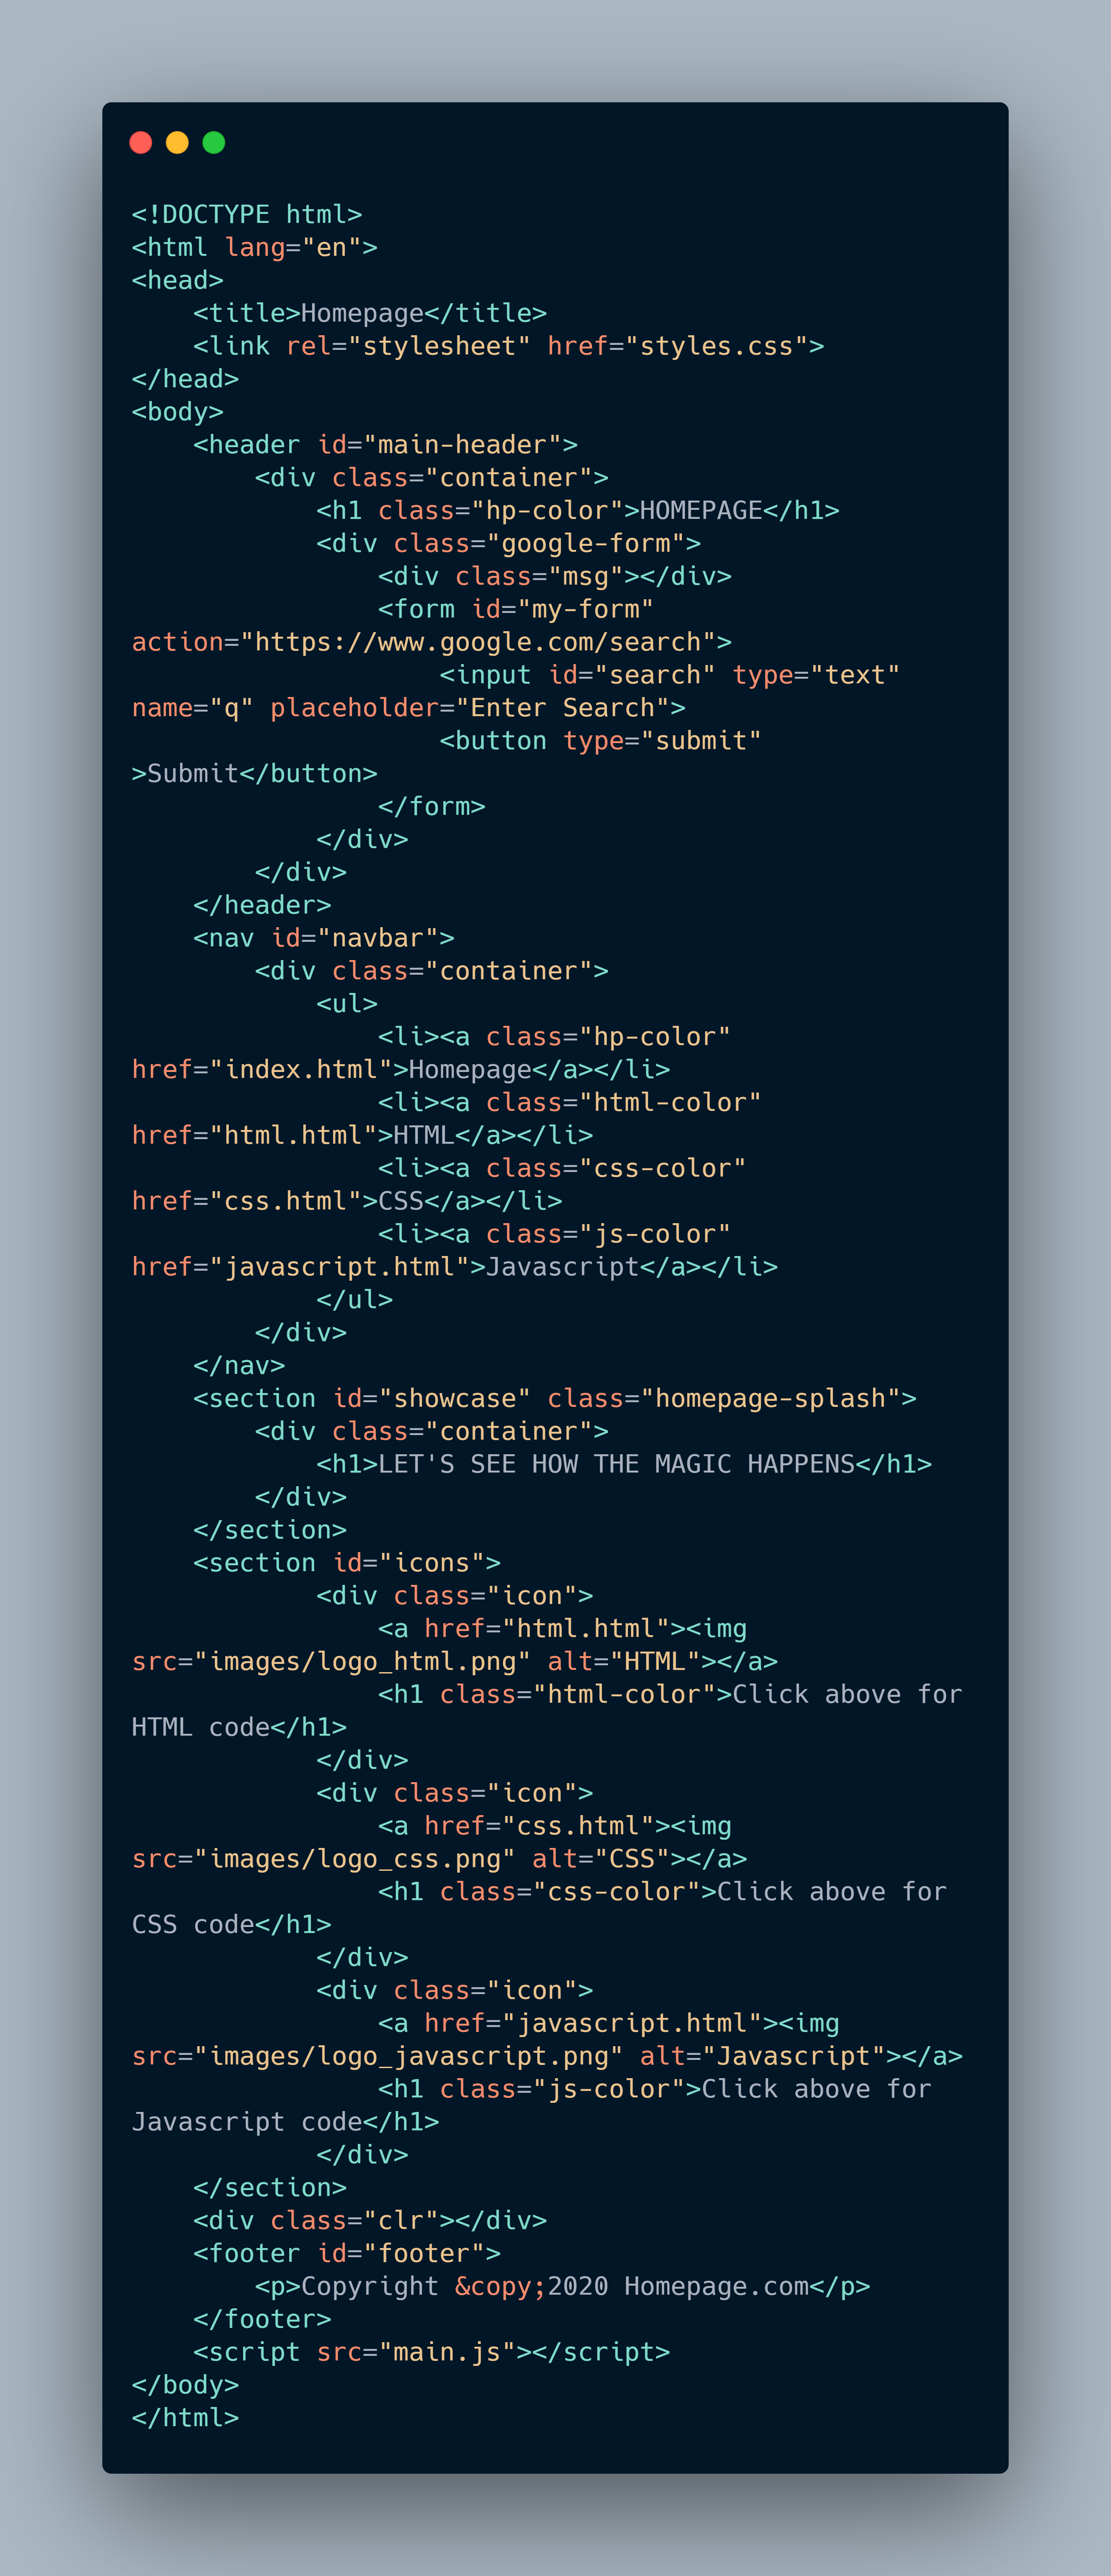 <!DOCTYPE html>
<html lang="en">
<head>
    <title>Homepage</title>
    <link rel="stylesheet" href="styles.css">
</head>
<body>
    <header id="main-header">
        <div class="container">
            <h1 class="hp-color">HOMEPAGE</h1>
            <div class="google-form">
                <div class="msg"></div>
                <form id="my-form"
action="https://www.google.com/search">
                    <input id="search" type="text"
name="q" placeholder="Enter Search">
                    <button type="submit"
>Submit</button>
                </form>
            </div>
        </div>
    </header>
    <nav id="navbar">
        <div class="container">
            <ul>
                <li><a class="hp-color"
href="index.html">Homepage</a></li>
                <li><a class="html-color"
href="html.html">HTML</a></li>
                <li><a class="css-color"
href="css.html">CSS</a></li>
                <li><a class="js-color"
href="javascript.html">Javascript</a></li>
            </ul>
        </div>
    </nav>
    <section id="showcase" class="homepage-splash">
        <div class="container">
            <h1>LET'S SEE HOW THE MAGIC HAPPENS</h1>
        </div>
    </section>
    <section id="icons">
            <div class="icon">
                <a href="html.html"><img
src="images/logo_html.png" alt="HTML"></a>
                <h1 class="html-color">Click above for
HTML code</h1>
            </div>
            <div class="icon">
                <a href="css.html"><img
src="images/logo_css.png" alt="CSS"></a>
                <h1 class="css-color">Click above for
CSS code</h1>
            </div>
            <div class="icon">
                <a href="javascript.html"><img
src="images/logo_javascript.png" alt="Javascript"></a>
                <h1 class="js-color">Click above for
Javascript code</h1>
            </div>
    </section>
    <div class="clr"></div>
    <footer id="footer">
        <p>Copyright &copy;2020 Homepage.com</p>
    </footer>
    <script src="main.js"></script>
</body>
</html>